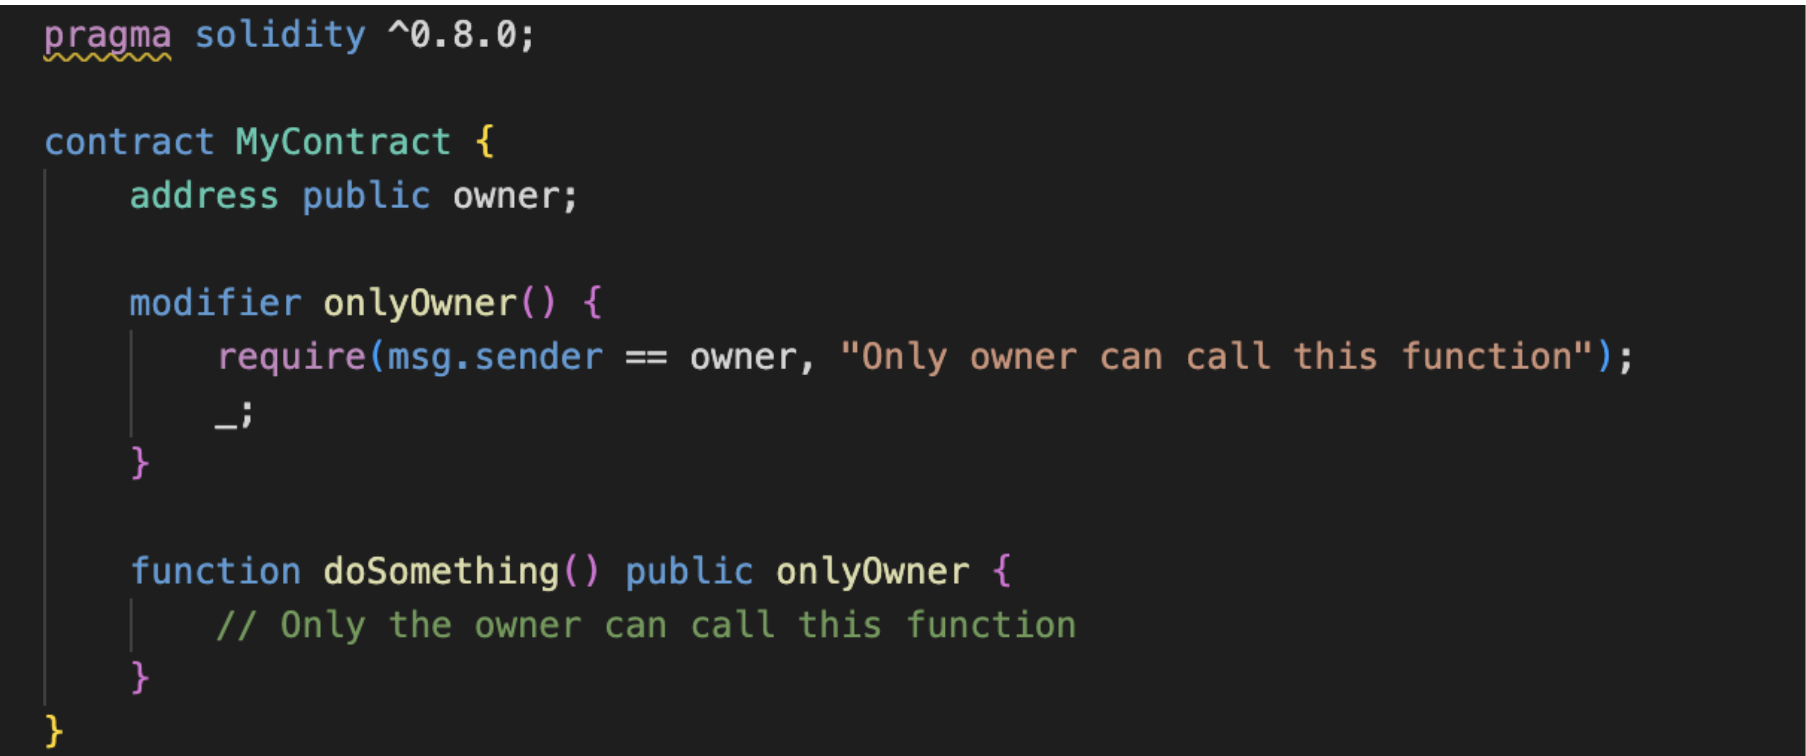 pragma solidity ^0.8.0;
contract MyContract {
address public owner;
modifier onlyOwner() {
require(msg.sender == owner, "Only owner can call this function");
_;
}
function doSomething() public onlyOwner {
// Only the owner can call this function
}
}